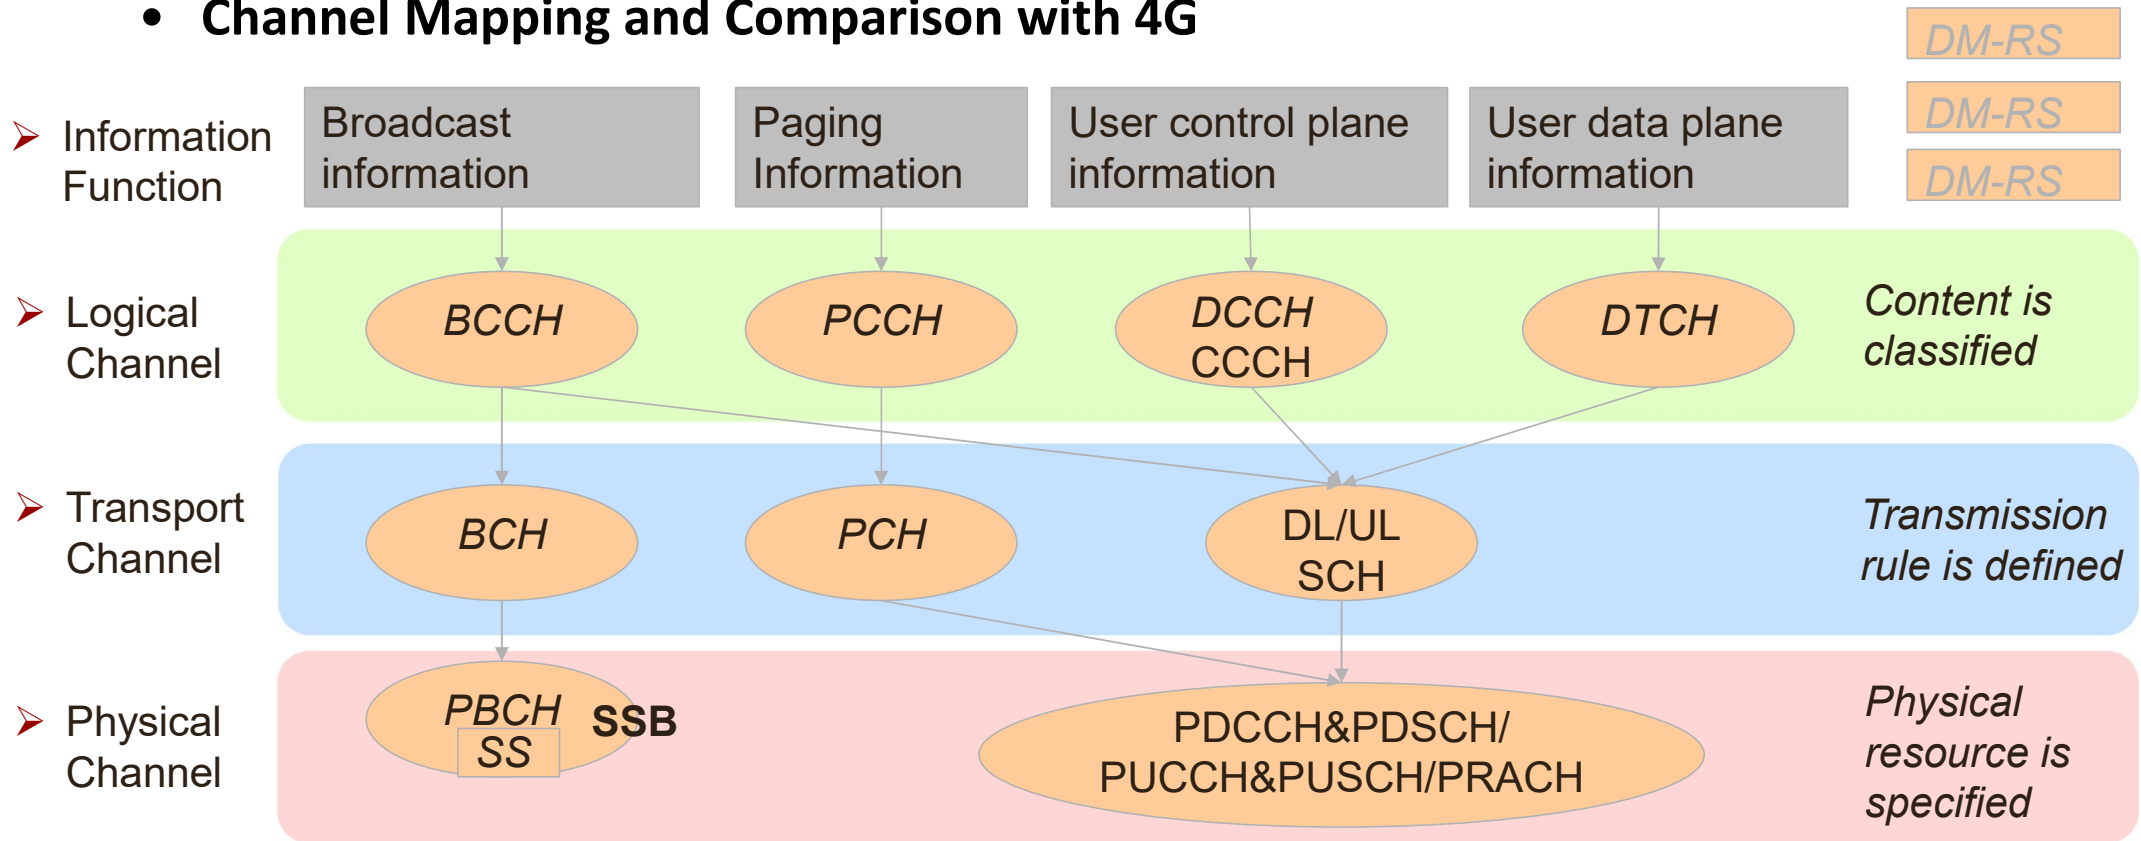 • Channel Mapping and Comparison with 4G
DM-RS
DM-RS
DM-RS
➢ Information
Function
Broadcast
information
Paging
Information
User control plane
information
User data plane
information
➢ Logical
Channel
BCCH
PCCH
DCCH
CCCH
DTCH
Content is
classified
➢ Transport
Channel
BCH
PCH
DL/UL
SCH
Transmission
rule is defined
➢ Physical
Channel
PBCH
SS
SSB
PDCCH&PDSCH/
PUCCH&PUSCH/PRACH
Physical
resource is
specified